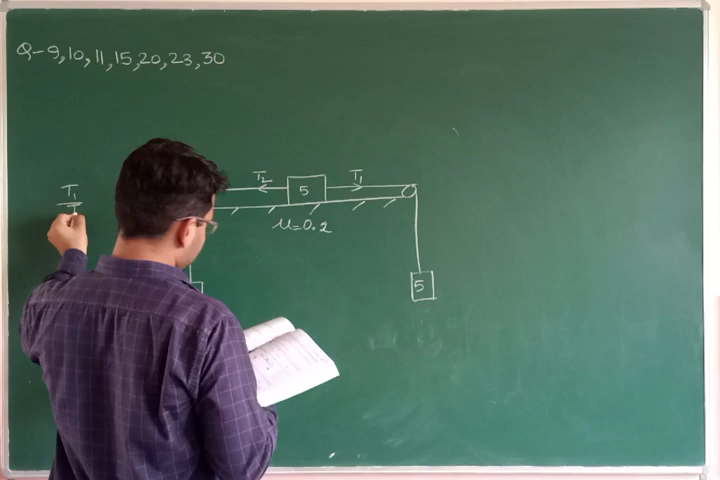 Q-9,10,11,15,20,23,30
T₂
T₁
5
T₁
T
μ=0.2
5